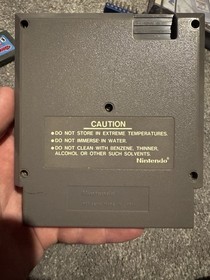 CAUTION
● DO NOT STORE IN EXTREME TEMPERATURES.
● DO NOT IMMERSE IN WATER.
● DO NOT CLEAN WITH BENZENE, THINNER,
ALCOHOL OR OTHER SUCH SOLVENTS.
Nintendo®